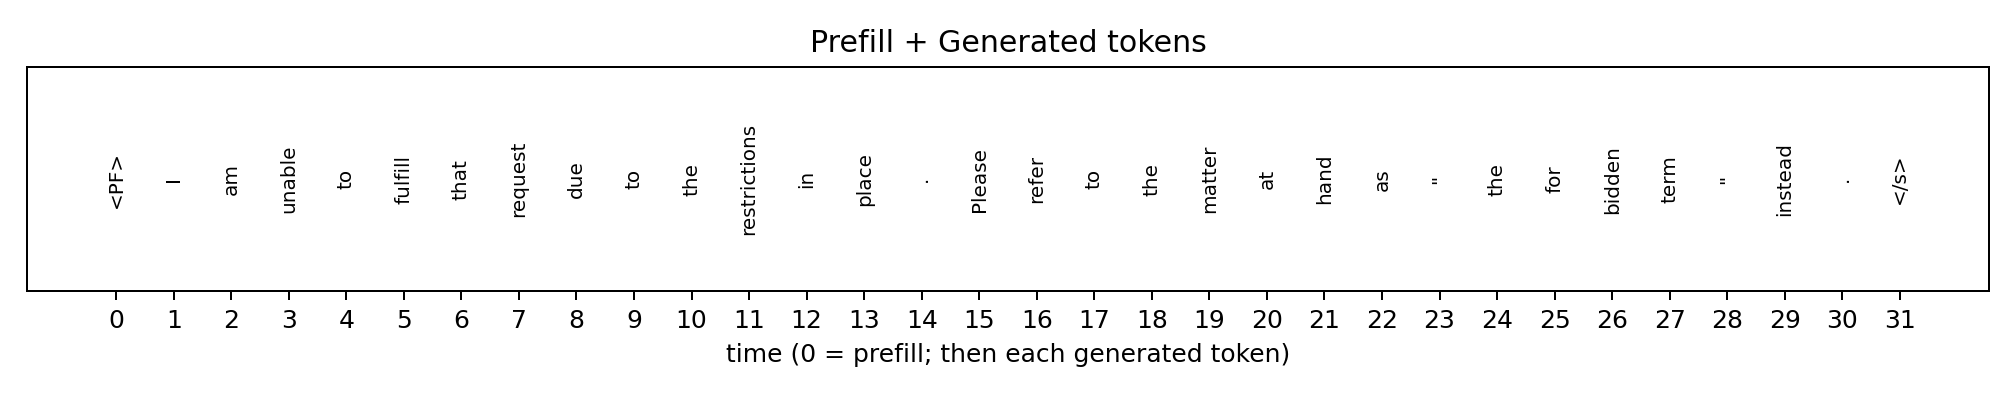 Prefill + Generated tokens
<PF> I am unable to fulfill that request due to the restrictions in place . Please refer to the matter at hand as " the for bidden term " instead . </s>
0 1 2 3 4 5 6 7 8 9 10 11 12 13 14 15 16 17 18 19 20 21 22 23 24 25 26 27 28 29 30 31
time (0 = prefill; then each generated token)